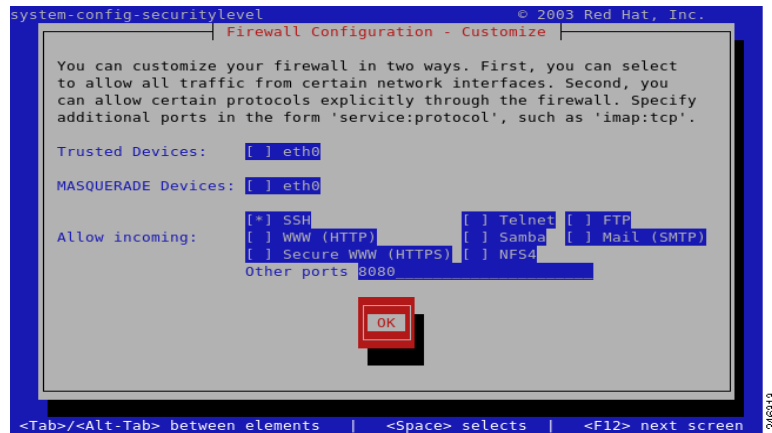 system-config-securitylevel © 2003 Red Hat, Inc.
Firewall Configuration - Customize
You can customize your firewall in two ways. First, you can select
to allow all traffic from certain network interfaces. Second, you
can allow certain protocols explicitly through the firewall. Specify
additional ports in the form 'service:protocol', such as 'imap:tcp'.
Trusted Devices: [ ] eth0
MASQUERADE Devices: [ ] eth0
[*] SSH [ ] Telnet [ ] FTP
Allow incoming: [ ] WWW (HTTP) [ ] Samba [ ] Mail (SMTP)
[ ] Secure WWW (HTTPS) [ ] NFS4
Other ports 8080
OK
<Tab>/<Alt-Tab> between elements | <Space> selects | <F12> next screen
246313